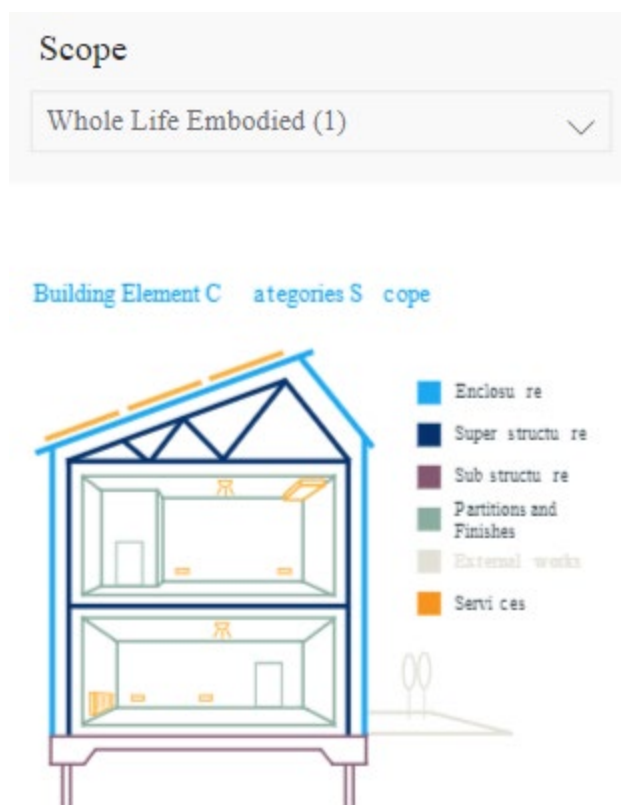 Scope
Whole Life Embodied (1)
Building Element C ategories S cope
Enclosu re
Super structu re
Sub structu re
Partitions and
Finishes
External works
Servi ces